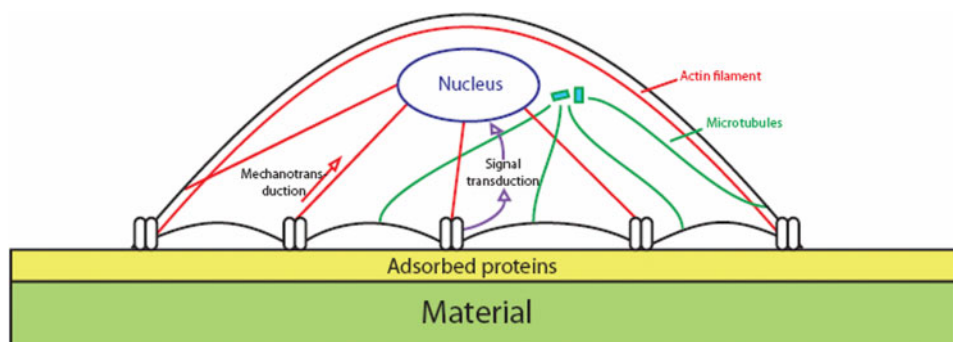 Nucleus
Actin filament
Microtubules
Mechanotrans-
duction
Signal
transduction
Adsorbed proteins
Material